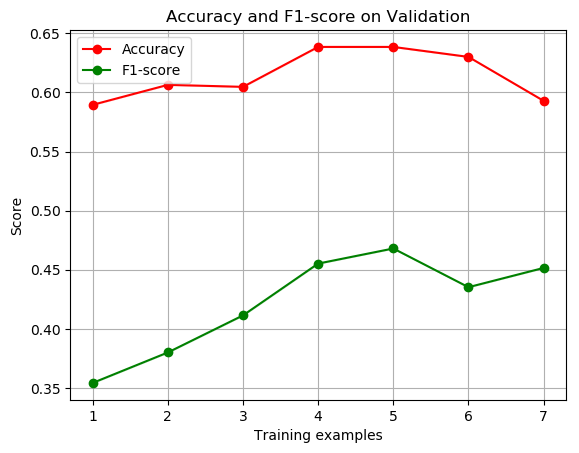 Accuracy and F1-score on Validation
Accuracy
F1-score
0.65
0.60
0.55
0.50
0.45
0.40
0.35
Score
1 2 3 4 5 6 7
Training examples